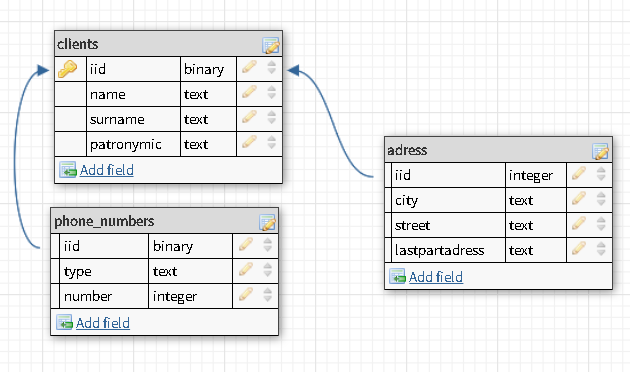 clients
iid binary
name text
surname text
patronymic text
Add field
adress
iid integer
city text
street text
lastpartadress text
Add field
phone_numbers
iid binary
type text
number integer
Add field